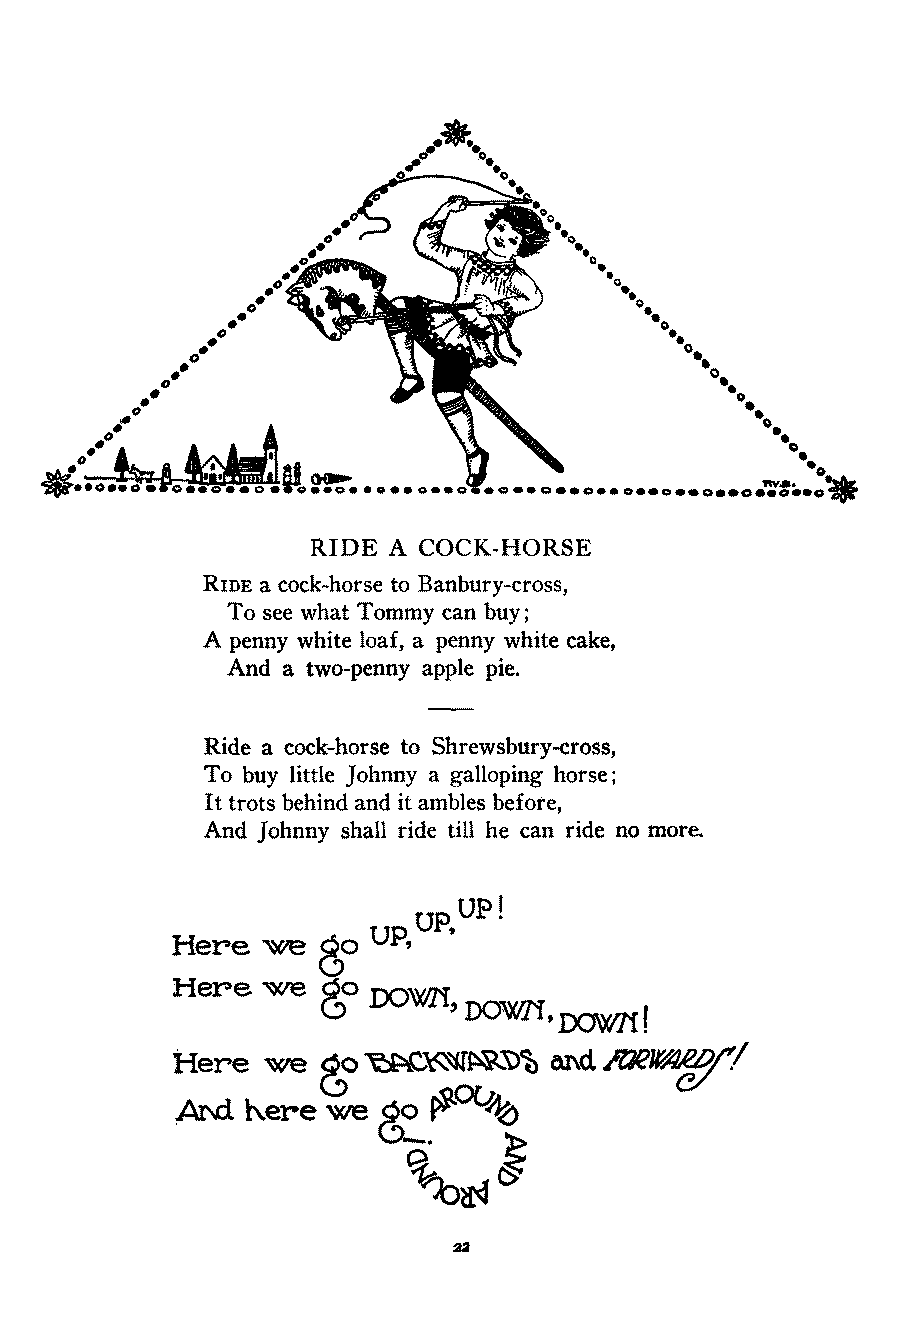 RIDE A COCK-HORSE
RIDE a cock-horse to Banbury-cross,
To see what Tommy can buy;
A penny white loaf, a penny white cake,
And a two-penny apple pie.
Ride a cock-horse to Shrewsbury-cross,
To buy little Johnny a galloping horse;
It trots behind and it ambles before,
And Johnny shall ride till he can ride no more.
Here we go UP, UP, UP!
Here we go DOWN, DOWN, DOWN!
Here we go BACKWARDS and FORWARDS!
And here we go AROUND AND AROUND!
22